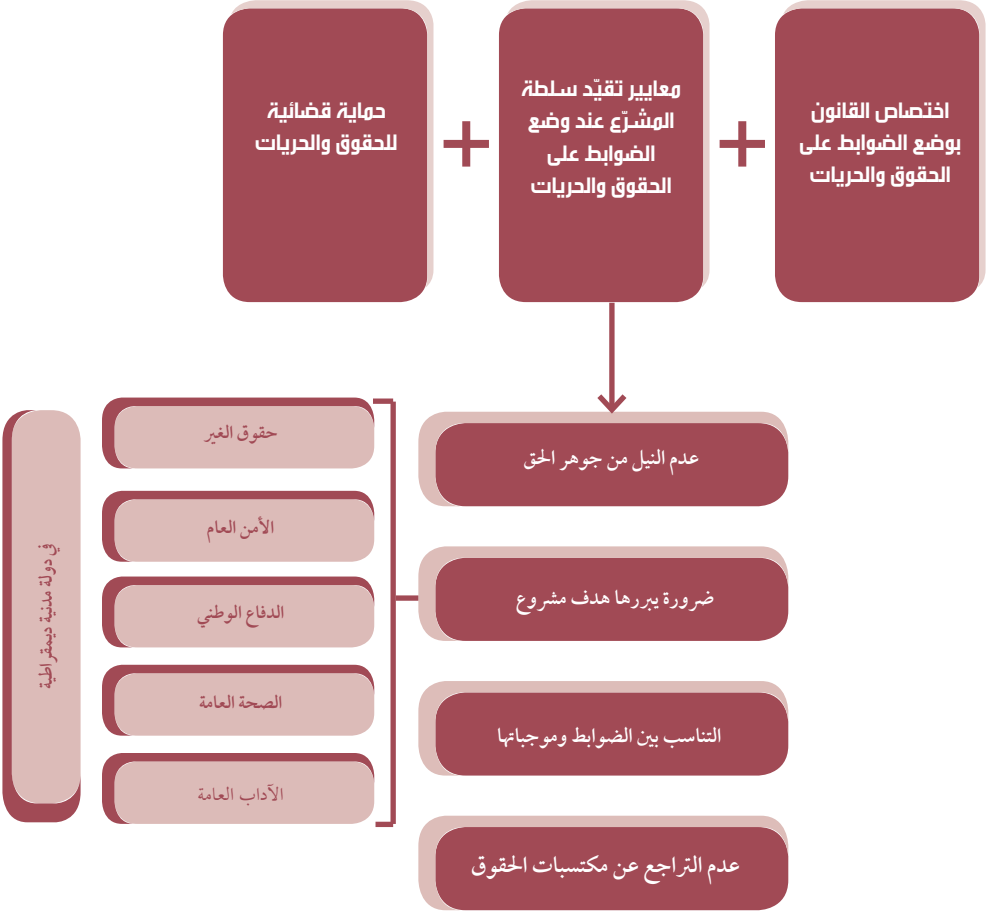 اختصاص القانون
بوضع الضوابط على
الحقوق والحريات
+
معايير تقيّد سلطة
المشرّع عند وضع
الضوابط على
الحقوق والحريات
+
حماية قضائية
للحقوق والحريات
عدم النيل من جوهر الحق
ضرورة يبررها هدف مشروع
التناسب بين الضوابط وموجباتها
عدم التراجع عن مكتسبات الحقوق
حقوق الغير
الأمن العام
الدفاع الوطني
الصحة العامة
الآداب العامة
في دولة مدنية ديمقراطية